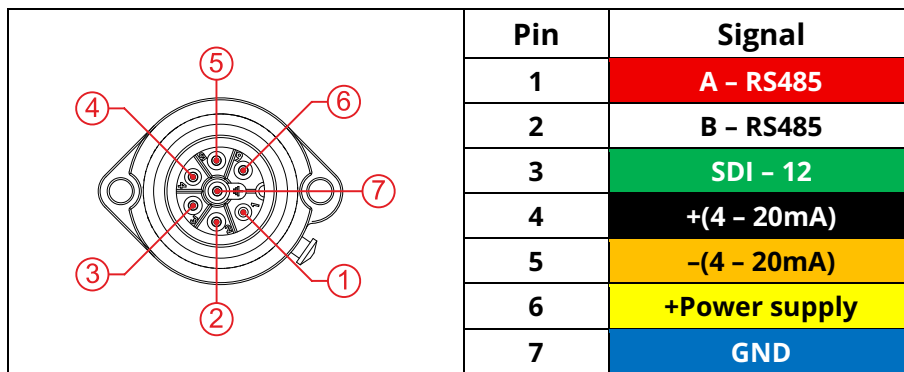 Pin Signal
1 A – RS485
2 B – RS485
3 SDI – 12
4 +(4 – 20mA)
5 –(4 – 20mA)
6 +Power supply
7 GND
5
4
6
7
3
1
2